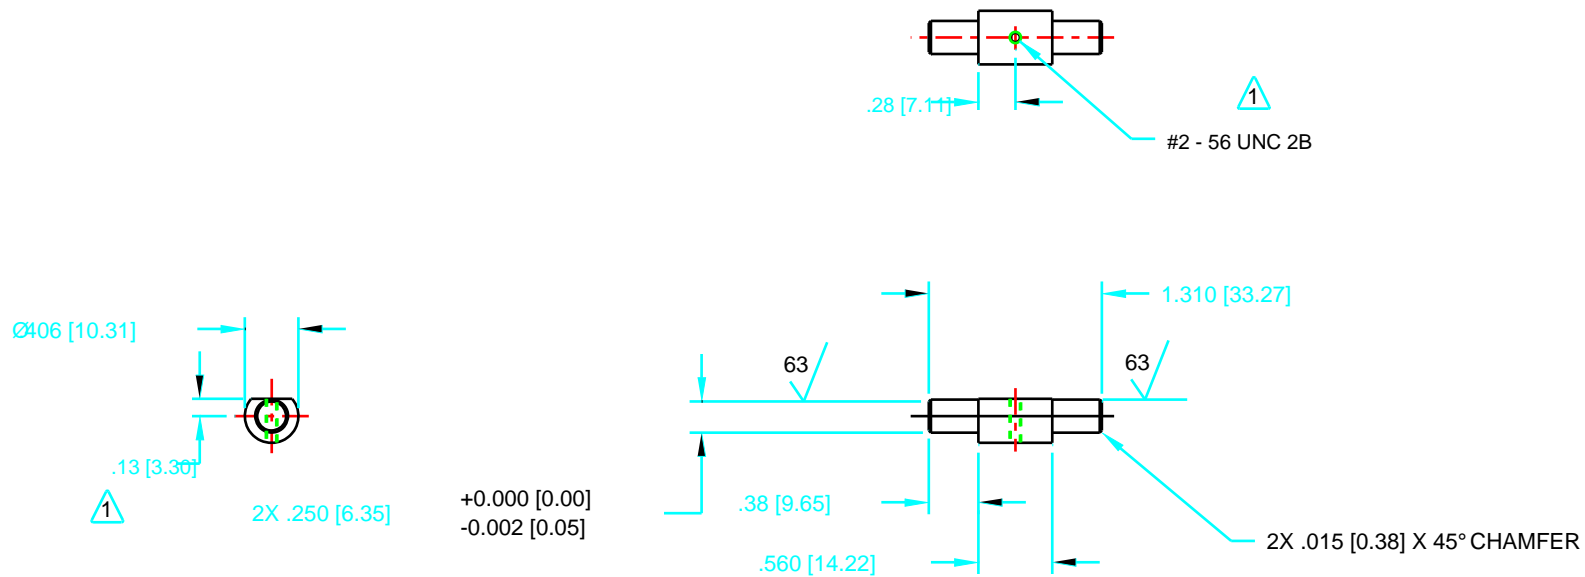 .28 [7.11]
1
#2 - 56 UNC 2B
1.310 [33.27]
Ø406 [10.31]
63
63
.13 [3.30]
1
2X .250 [6.35]
+0.000 [0.00]
-0.002 [0.05]
.38 [9.65]
.560 [14.22]
2X .015 [0.38] X 45° CHAMFER